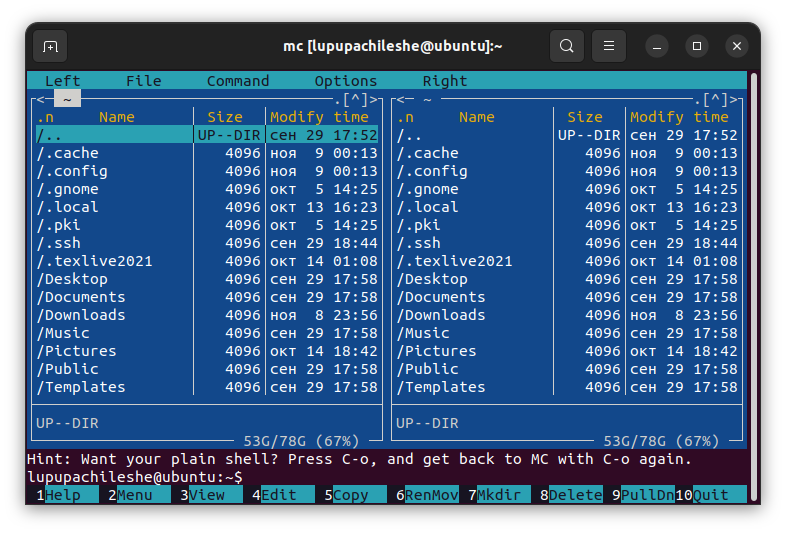 mc [lupupachileshe@ubuntu]:~
Left File Command Options Right
<─ ~ ─.[^]> <─ ~ ─.[^]>
.n Name Size Modify time .n Name Size Modify time
/.. UP--DIR сен 29 17:52 /.. UP--DIR сен 29 17:52
/.cache 4096 ноя 9 00:13 /.cache 4096 ноя 9 00:13
/.config 4096 ноя 9 00:13 /.config 4096 ноя 9 00:13
/.gnome 4096 окт 5 14:25 /.gnome 4096 окт 5 14:25
/.local 4096 окт 13 16:23 /.local 4096 окт 13 16:23
/.pki 4096 окт 5 14:25 /.pki 4096 окт 5 14:25
/.ssh 4096 сен 29 18:44 /.ssh 4096 сен 29 18:44
/.texlive2021 4096 окт 14 01:08 /.texlive2021 4096 окт 14 01:08
/Desktop 4096 сен 29 17:58 /Desktop 4096 сен 29 17:58
/Documents 4096 сен 29 17:58 /Documents 4096 сен 29 17:58
/Downloads 4096 ноя 8 23:56 /Downloads 4096 ноя 8 23:56
/Music 4096 сен 29 17:58 /Music 4096 сен 29 17:58
/Pictures 4096 окт 14 18:42 /Pictures 4096 окт 14 18:42
/Public 4096 сен 29 17:58 /Public 4096 сен 29 17:58
/Templates 4096 сен 29 17:58 /Templates 4096 сен 29 17:58
UP--DIR UP--DIR
53G/78G (67%) 53G/78G (67%)
Hint: Want your plain shell? Press C-o, and get back to MC with C-o again.
lupupachileshe@ubuntu:~$
1Help 2Menu 3View 4Edit 5Copy 6RenMov 7Mkdir 8Delete 9PullDn 10Quit